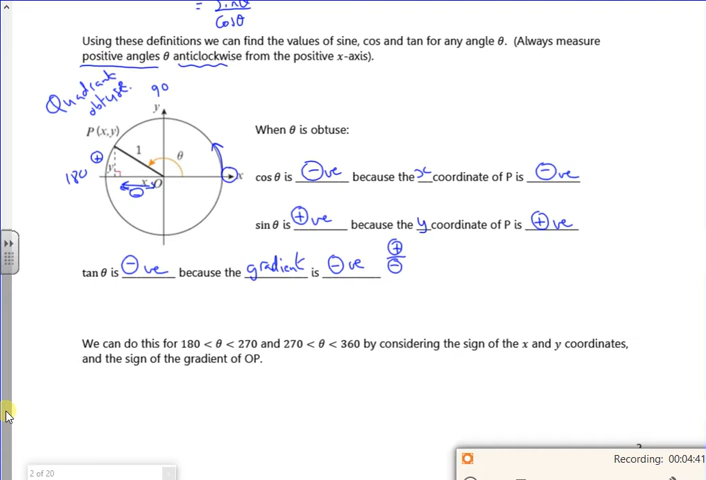 = sinθ
Cosθ
Using these definitions we can find the values of sine, cos and tan for any angle θ. (Always measure
positive angles θ anticlockwise from the positive x-axis).
Quadrant
obtuse.
90
y
P (x,y)
1
θ
180
+
y
x
O
−
x
When θ is obtuse:
cos θ is ⊖ve because the x coordinate of P is ⊖ve
sin θ is ⊕ve because the y coordinate of P is ⊕ve
tan θ is ⊖ve because the gradient is ⊖ve ⊕/⊖
We can do this for 180 < θ < 270 and 270 < θ < 360 by considering the sign of the x and y coordinates,
and the sign of the gradient of OP.
2 of 20
Recording: 00:04:41